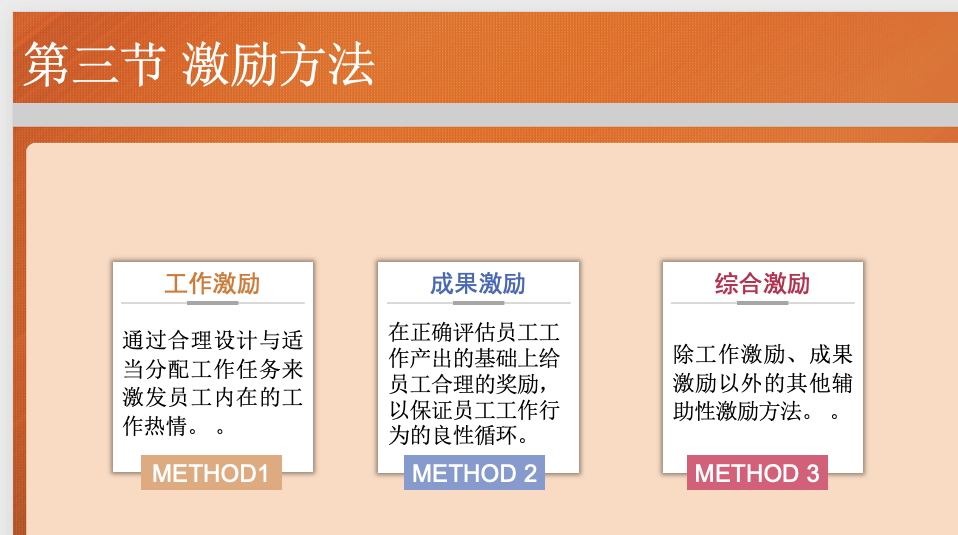 第三节 激励方法
工作激励
通过合理设计与适
当分配工作任务来
激发员工内在的工
作热情。 。
METHOD1
成果激励
在正确评估员工工
作产出的基础上给
员工合理的奖励，
以保证员工工作行
为的良性循环。
METHOD 2
综合激励
除工作激励、成果
激励以外的其他辅
助性激励方法。 。
METHOD 3